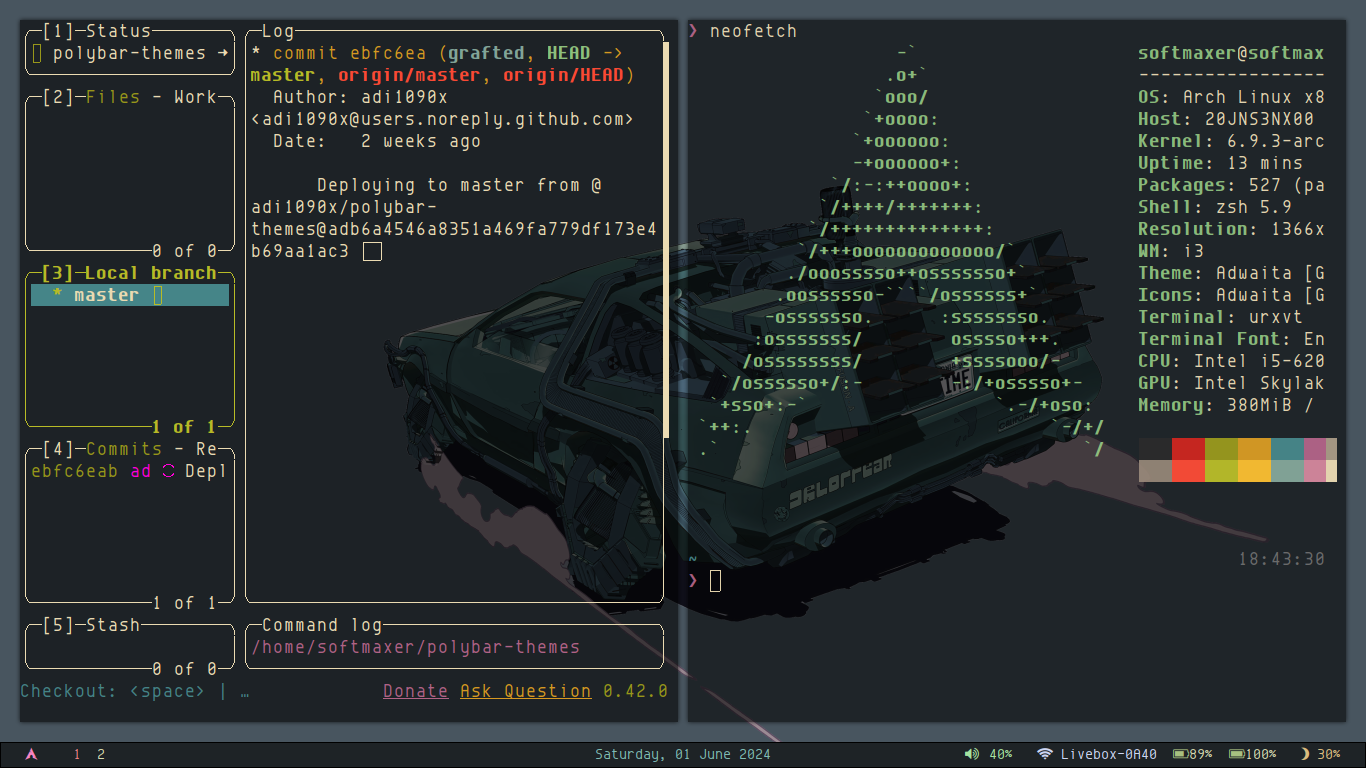 [1] Status
polybar-themes →
[2] Files - Work
0 of 0
[3] Local branch
* master
1 of 1
[4] Commits - Re
ebfc6eab ad Depl
1 of 1
[5] Stash
0 of 0
Log
* commit ebfc6ea (grafted, HEAD ->
master, origin/master, origin/HEAD)
Author: adi1090x
<adi1090x@users.noreply.github.com>
Date:   2 weeks ago
Deploying to master from @
adi1090x/polybar-
themes@adb6a4546a8351a469fa779df173e4
b69aa1ac3
Command log
/home/softmaxer/polybar-themes
Checkout: <space> | …
Donate Ask Question 0.42.0
❯ neofetch
-`
.o+`
`ooo/
`+oooo:
`+oooooo:
-+oooooo+:
`/:-:++oooo+:
`/++++/+++++++:
`/++++++++++++++:
`/+++ooooooooooooo/`
./ooosssso++osssssso+`
.oossssso-````/ossssss+`
-osssssso.      :ssssssso.
:osssssss/        osssso+++.
/ossssssss/        +ssssooo/-
`/ossssso+/:-        -:/+osssso+-
`+sso+:-`                 `.-/+oso:
`++:.                           `-/+/
.`                                 `/
softmaxer@softmax
-----------------
OS: Arch Linux x8
Host: 20JNS3NX00
Kernel: 6.9.3-arc
Uptime: 13 mins
Packages: 527 (pa
Shell: zsh 5.9
Resolution: 1366x
WM: i3
Theme: Adwaita [G
Icons: Adwaita [G
Terminal: urxvt
Terminal Font: En
CPU: Intel i5-620
GPU: Intel Skylak
Memory: 380MiB /
18:43:30
~
❯
DELORREAN
1 2
Saturday, 01 June 2024
40% Livebox-0A40 89% 100% 30%